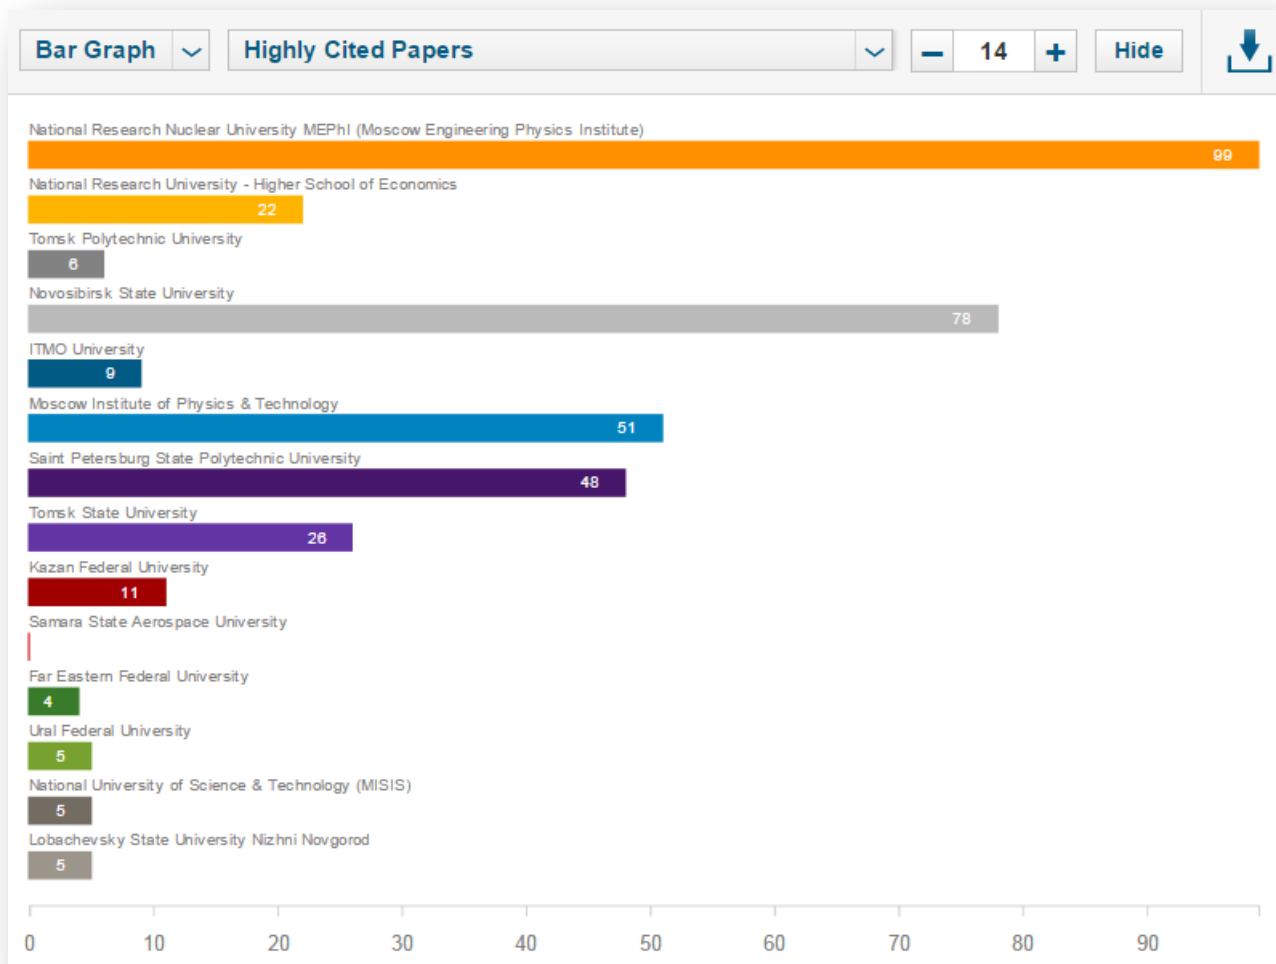 Bar Graph Highly Cited Papers 14 Hide
National Research Nuclear University MEPhI (Moscow Engineering Physics Institute)
99
National Research University - Higher School of Economics
22
Tomsk Polytechnic University
6
Novosibirsk State University
78
ITMO University
9
Moscow Institute of Physics & Technology
51
Saint Petersburg State Polytechnic University
48
Tomsk State University
26
Kazan Federal University
11
Samara State Aerospace University
Far Eastern Federal University
4
Ural Federal University
5
National University of Science & Technology (MISIS)
5
Lobachevsky State University Nizhni Novgorod
5
0 10 20 30 40 50 60 70 80 90